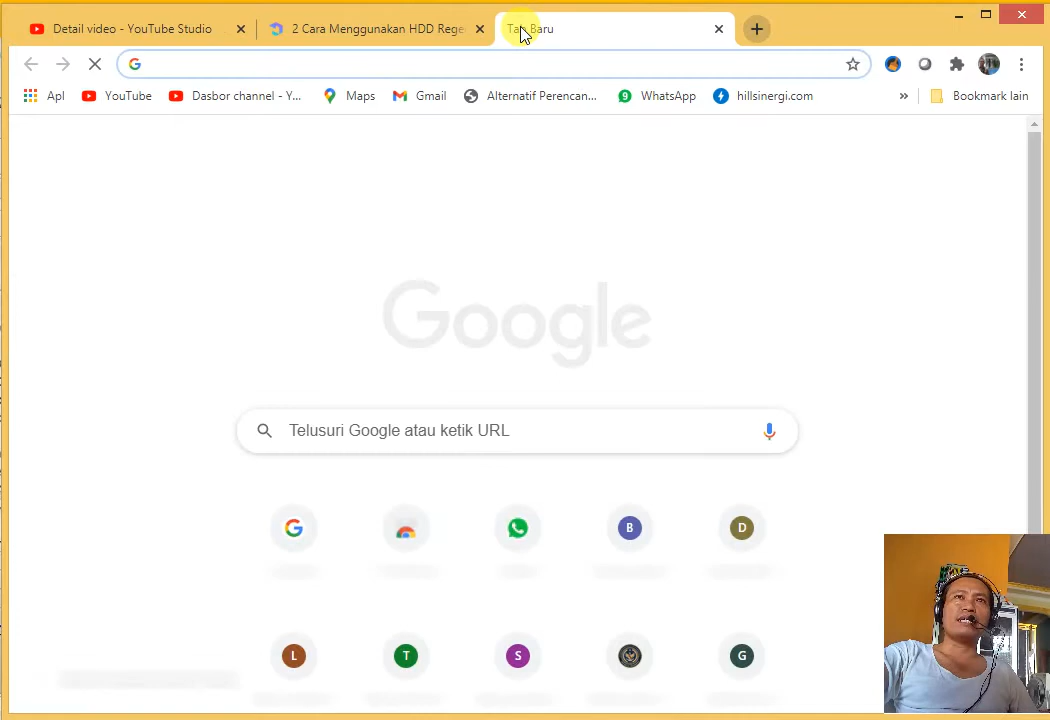 Detail video - YouTube Studio
2 Cara Menggunakan HDD Rege
Baru
Apl
YouTube
Dasbor channel - Y...
Maps
Gmail
Alternatif Perencan...
9
WhatsApp
hillsinergi.com
»
Bookmark lain
Google
Telusuri Google atau ketik URL
B
D
L
T
S
G